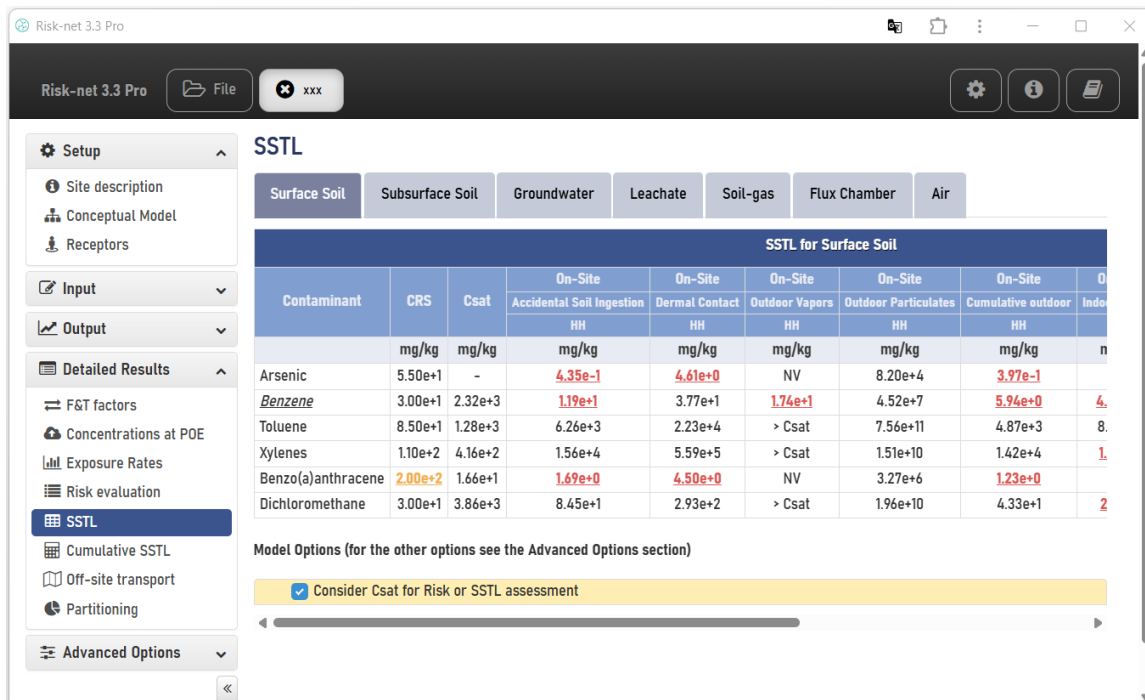 Risk-net 3.3 Pro
Risk-net 3.3 Pro File xxx
Setup
Site description
Conceptual Model
Receptors
Input
Output
Detailed Results
F&T factors
Concentrations at POE
Exposure Rates
Risk evaluation
SSTL
Cumulative SSTL
Off-site transport
Partitioning
Advanced Options
«
SSTL
Surface Soil Subsurface Soil Groundwater Leachate Soil-gas Flux Chamber Air
SSTL for Surface Soil
Contaminant CRS Csat
On-Site On-Site On-Site On-Site On-Site
Accidental Soil Ingestion Dermal Contact Outdoor Vapors Outdoor Particulates Cumulative outdoor
HH HH HH HH HH
mg/kg mg/kg mg/kg mg/kg mg/kg mg/kg mg/kg
Arsenic 5.50e+1 - 4.35e-1 4.61e+0 NV 8.20e+4 3.97e-1
Benzene 3.00e+1 2.32e+3 1.19e+1 3.77e+1 1.74e+1 4.52e+7 5.94e+0 4.
Toluene 8.50e+1 1.28e+3 6.26e+3 2.23e+4 > Csat 7.56e+11 4.87e+3 8.
Xylenes 1.10e+2 4.16e+2 1.56e+4 5.59e+5 > Csat 1.51e+10 1.42e+4 1.
Benzo(a)anthracene 2.00e+2 1.66e+1 1.69e+0 4.50e+0 NV 3.27e+6 1.23e+0
Dichloromethane 3.00e+1 3.86e+3 8.45e+1 2.93e+2 > Csat 1.96e+10 4.33e+1 2
Model Options (for the other options see the Advanced Options section)
Consider Csat for Risk or SSTL assessment